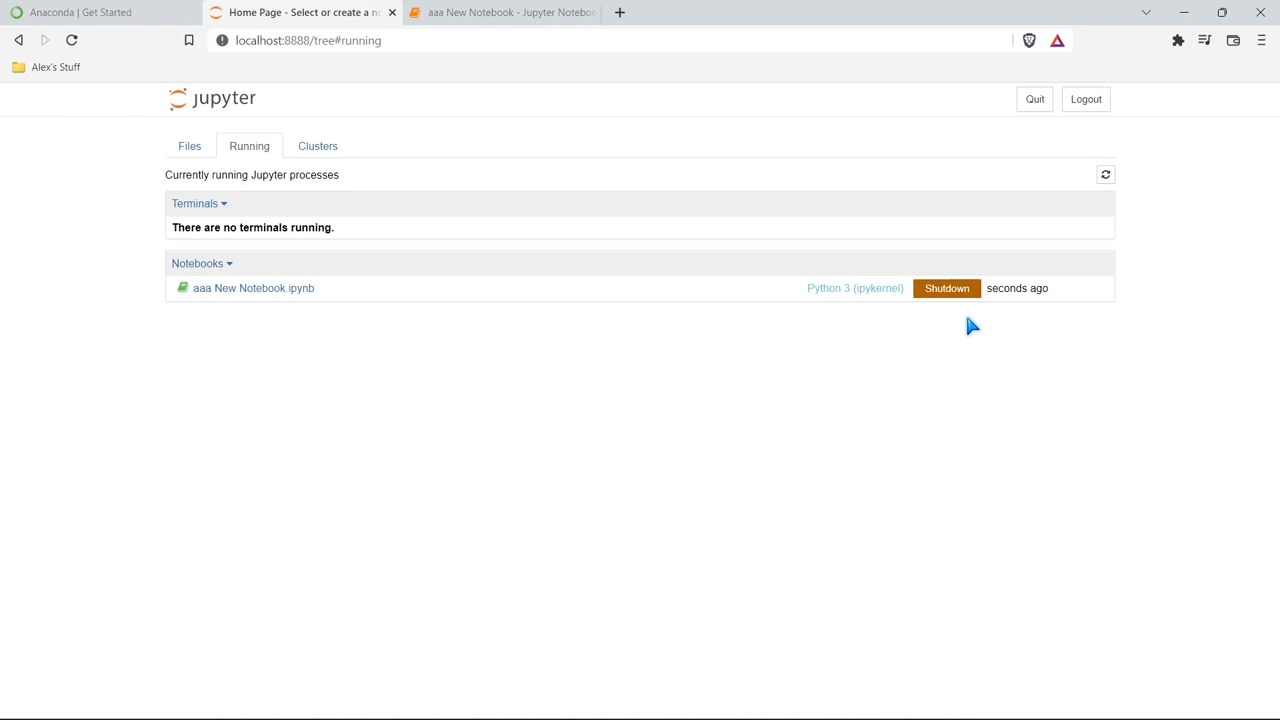 Anaconda | Get Started
Home Page - Select or create a n
aaa New Notebook - Jupyter Noteboo
localhost:8888/tree#running
Alex's Stuff
jupyter
Quit
Logout
Files
Running
Clusters
Currently running Jupyter processes
Terminals
There are no terminals running.
Notebooks
aaa New Notebook.ipynb
Python 3 (ipykernel)
Shutdown
seconds ago